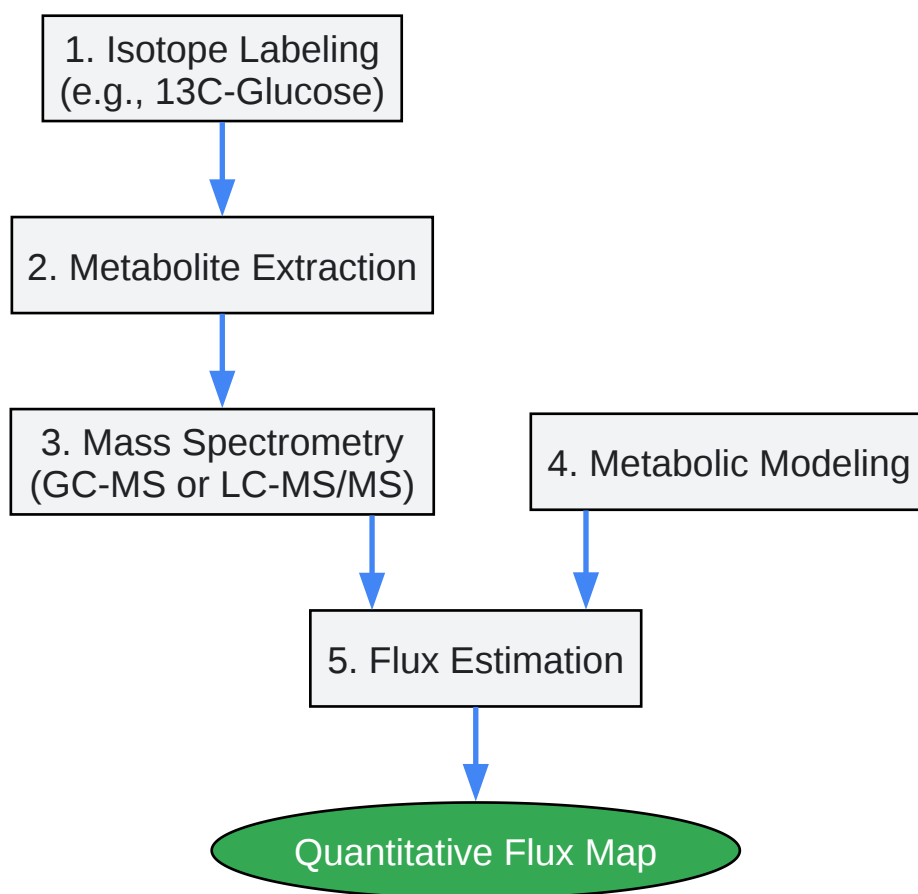 1. Isotope Labeling
(e.g., 13C-Glucose)
2. Metabolite Extraction
3. Mass Spectrometry
(GC-MS or LC-MS/MS)
4. Metabolic Modeling
5. Flux Estimation
Quantitative Flux Map